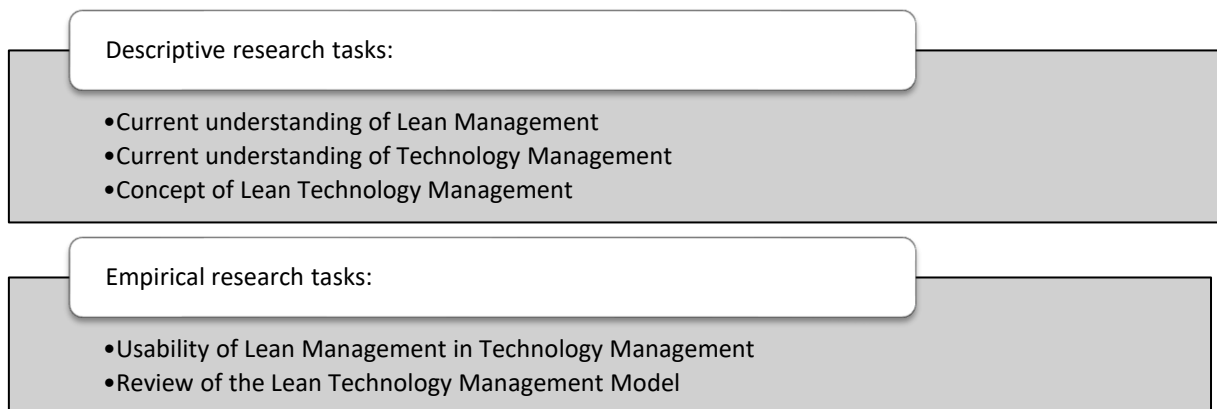 Descriptive research tasks:
•Current understanding of Lean Management
•Current understanding of Technology Management
•Concept of Lean Technology Management
Empirical research tasks:
•Usability of Lean Management in Technology Management
•Review of the Lean Technology Management Model